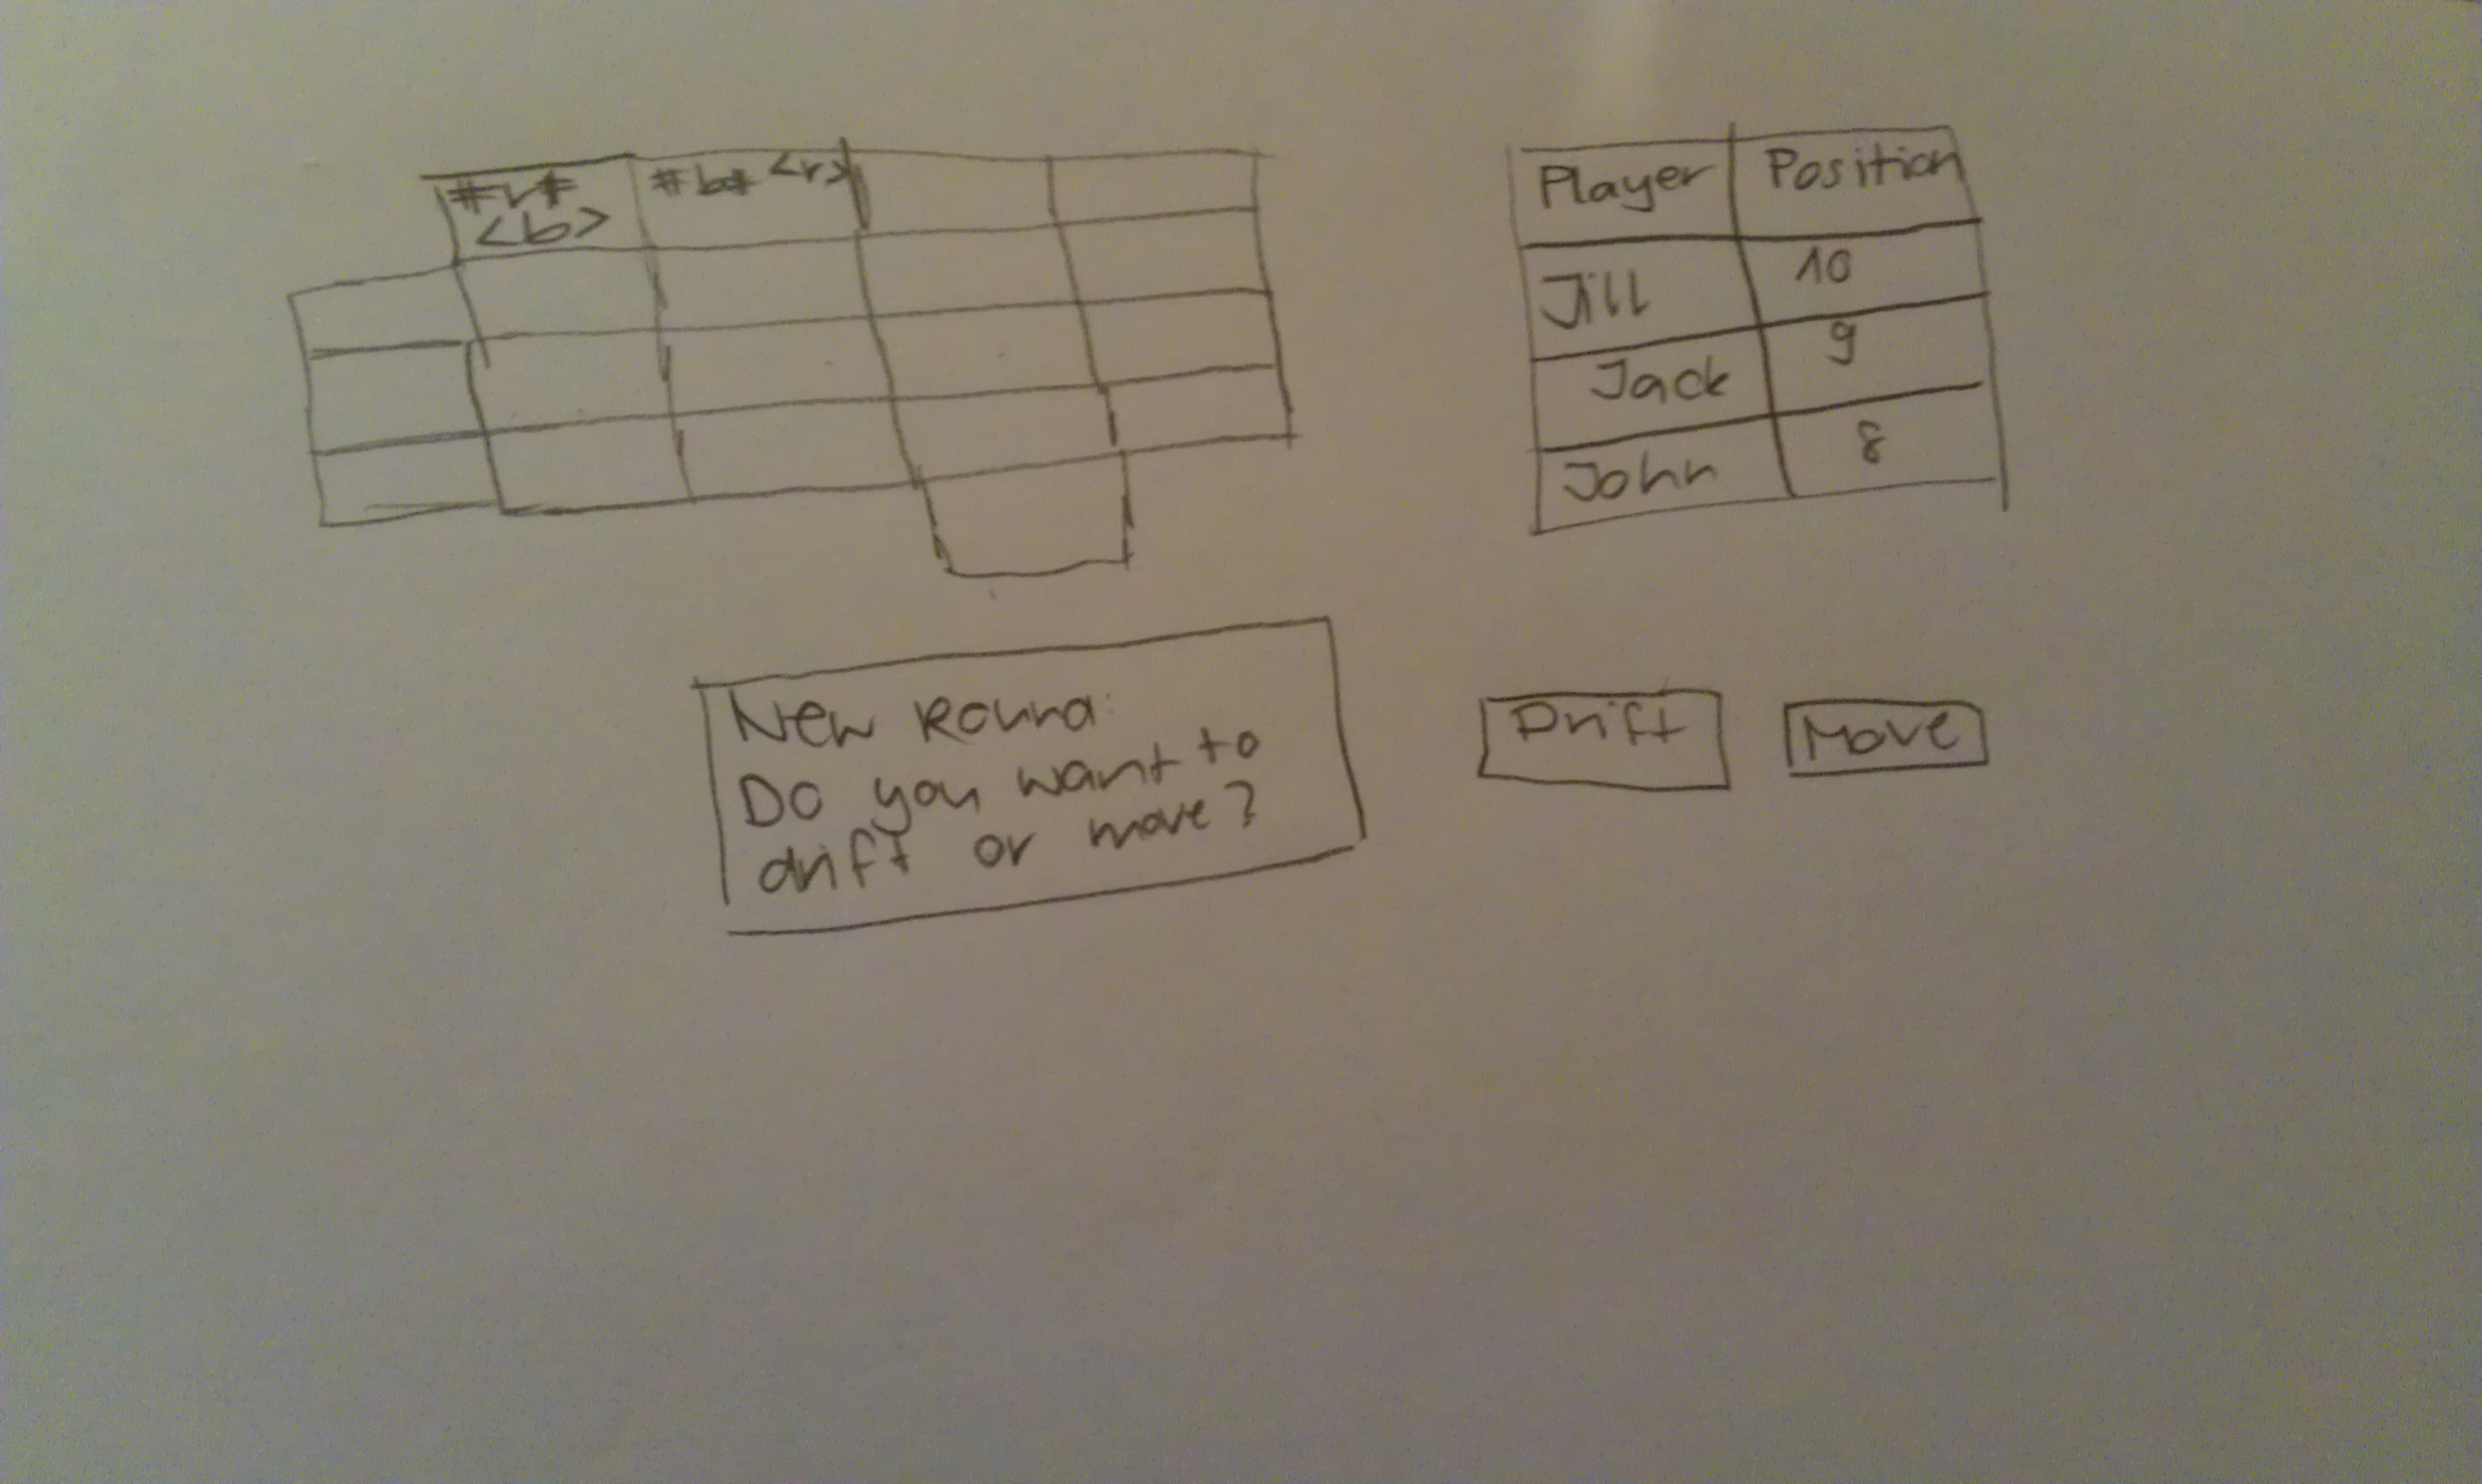 #r#
<b>
#b# <r>
Player Position
Jill 10
Jack 9
John 8
New Round:
Do you want to
drift or move?
Drift
Move